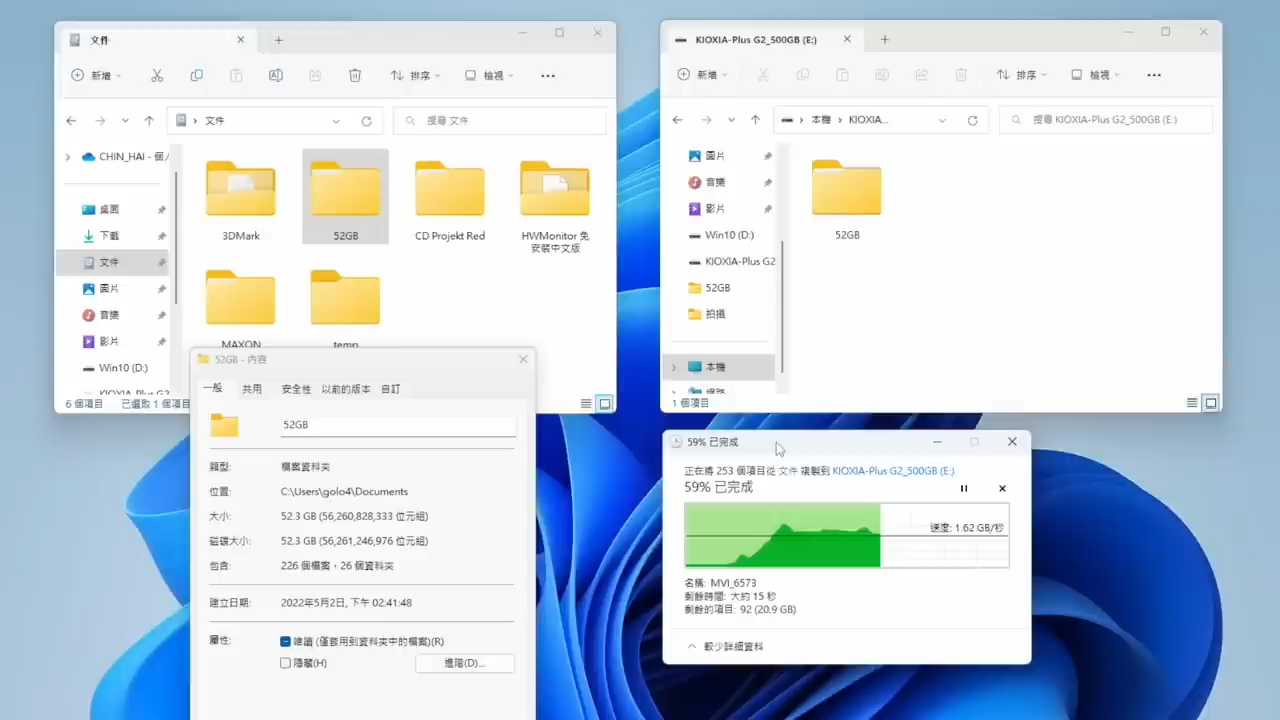 文件
新增
排序
檢視
文件
搜尋 文件
CHIN_HAI - 個
桌面
下載
文件
圖片
音樂
影片
Win10 (D:)
KIOXIA-Plus G2
3DMark
52GB
CD Projekt Red
HWMonitor 免
安裝中文版
MAXON
temp
6 個項目
已選取 1 個項目
KIOXIA-Plus G2_500GB (E:)
新增
排序
檢視
本機
KIOXIA...
搜尋 KIOXIA-Plus G2_500GB (E:)
圖片
音樂
影片
Win10 (D:)
KIOXIA-Plus G2
52GB
拍攝
本機
網路
52GB
1 個項目
52GB - 內容
一般 共用 安全性 以前的版本 自訂
52GB
類型: 檔案資料夾
位置: C:\Users\golo4\Documents
大小: 52.3 GB (56,260,828,333 位元組)
磁碟大小: 52.3 GB (56,261,246,976 位元組)
包含: 226 個檔案，26 個資料夾
建立日期: 2022年5月2日, 下午 02:41:48
屬性: 唯讀 (僅套用到資料夾中的檔案)(R)
隱藏(H) 進階(D)...
59% 已完成
正在將 253 個項目從 文件 複製到 KIOXIA-Plus G2_500GB (E:)
59% 已完成
速度: 1.62 GB/秒
名稱: MVI_6573
剩餘時間: 大約 15 秒
剩餘的項目: 92 (20.9 GB)
較少詳細資料